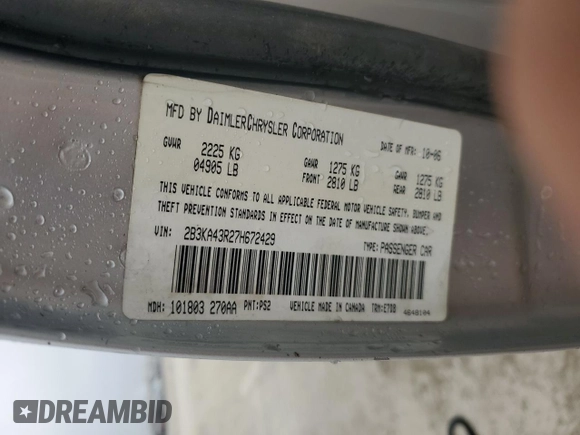 MFD BY DAIMLERCHRYSLER CORPORATION
DATE OF MFR: 10-06
GVWR 2225 KG GAWR 1275 KG GAWR 1275 KG
04905 LB FRONT 2810 LB REAR 2810 LB
THIS VEHICLE CONFORMS TO ALL APPLICABLE FEDERAL MOTOR VEHICLE SAFETY, BUMPER AND
THEFT PREVENTION STANDARDS IN EFFECT ON THE DATE OF MANUFACTURE SHOWN ABOVE.
VIN: 2B3KA43R27H672429 TYPE: PASSENGER CAR
MDH: 101803 270AA PNT:PS2 VEHICLE MADE IN CANADA TRM:E7D8 4648104
DREAMBID